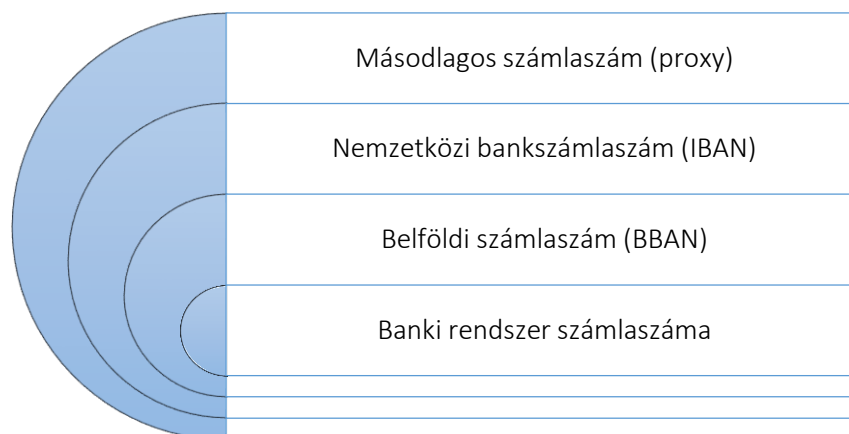 Másodlagos számlaszám (proxy)
Nemzetközi bankszámlaszám (IBAN)
Belföldi számlaszám (BBAN)
Banki rendszer számlaszáma